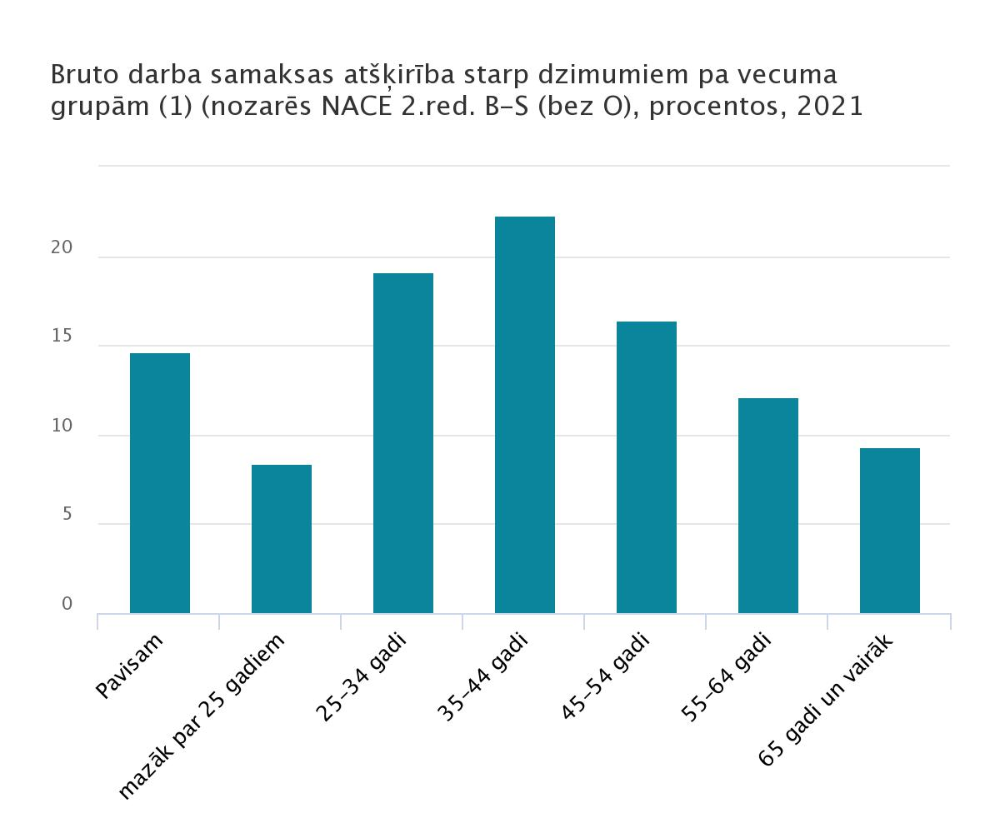 Bruto darba samaksas atšķirība starp dzimumiem pa vecuma
grupām (1) (nozarēs NACE 2.red. B–S (bez O), procentos, 2021
20
15
10
5
0
Pavisam
mazāk par 25 gadiem
25–34 gadi
35–44 gadi
45–54 gadi
55–64 gadi
65 gadi un vairāk